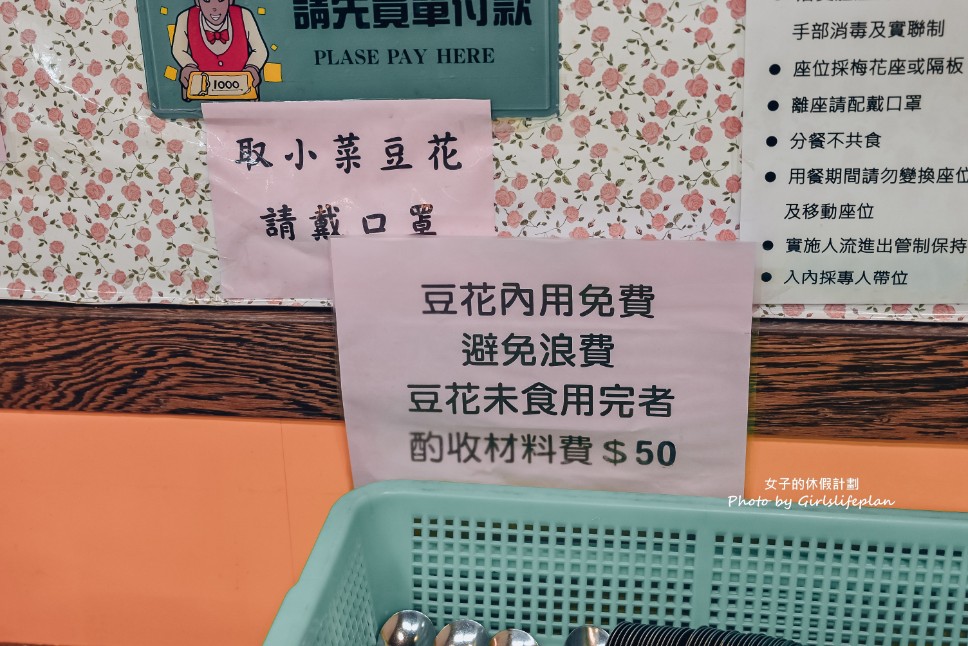 請先買單付款
PLASE PAY HERE
1000
取小菜豆花
請戴口罩
豆花內用免費
避免浪費
豆花未食用完者
酌收材料費＄50
手部消毒及實聯制
● 座位採梅花座或隔板
● 離座請配戴口罩
● 分餐不共食
● 用餐期間請勿變換座位
及移動座位
● 實施人流進出管制保持
● 入內採專人帶位
女子的休假計劃
Photo by Girlslifeplan